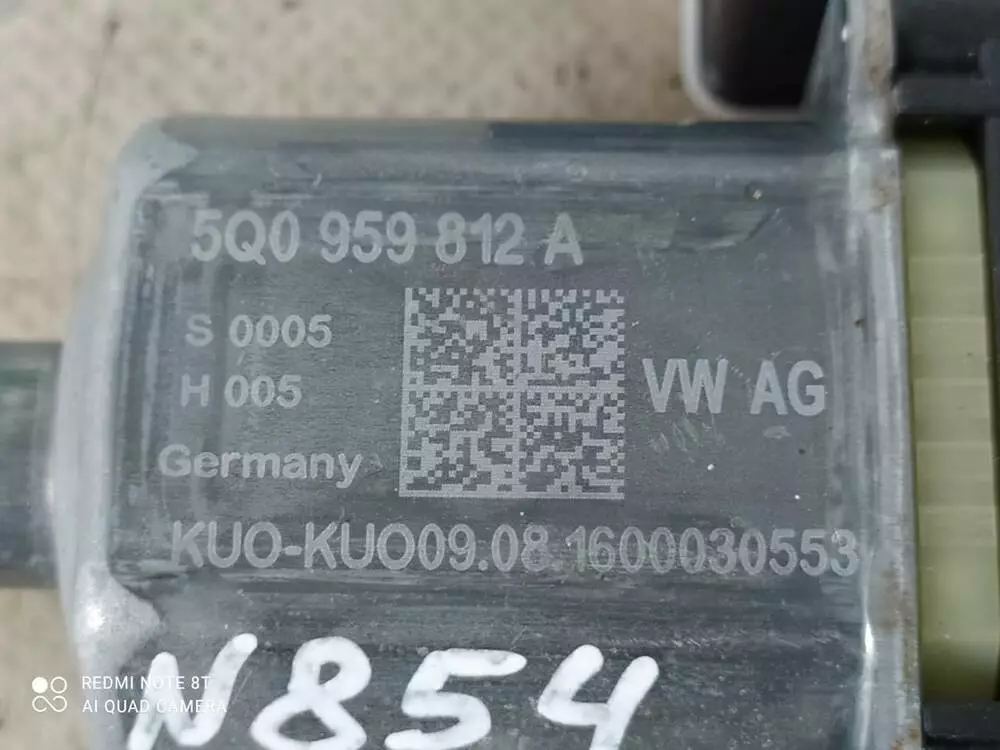 5Q0 959 812 A
S 0005
H 005
VW AG
Germany
KUO-KUO09.08.1600030553
N854
REDMI NOTE 8T
AI QUAD CAMERA